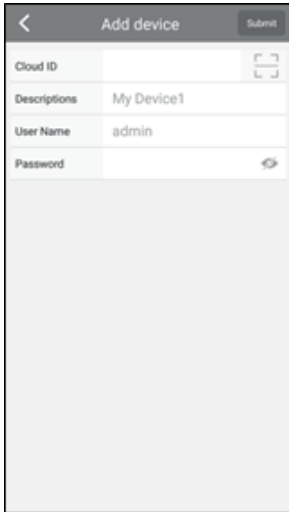 Add device
Submit
Cloud ID
Descriptions My Device1
User Name admin
Password